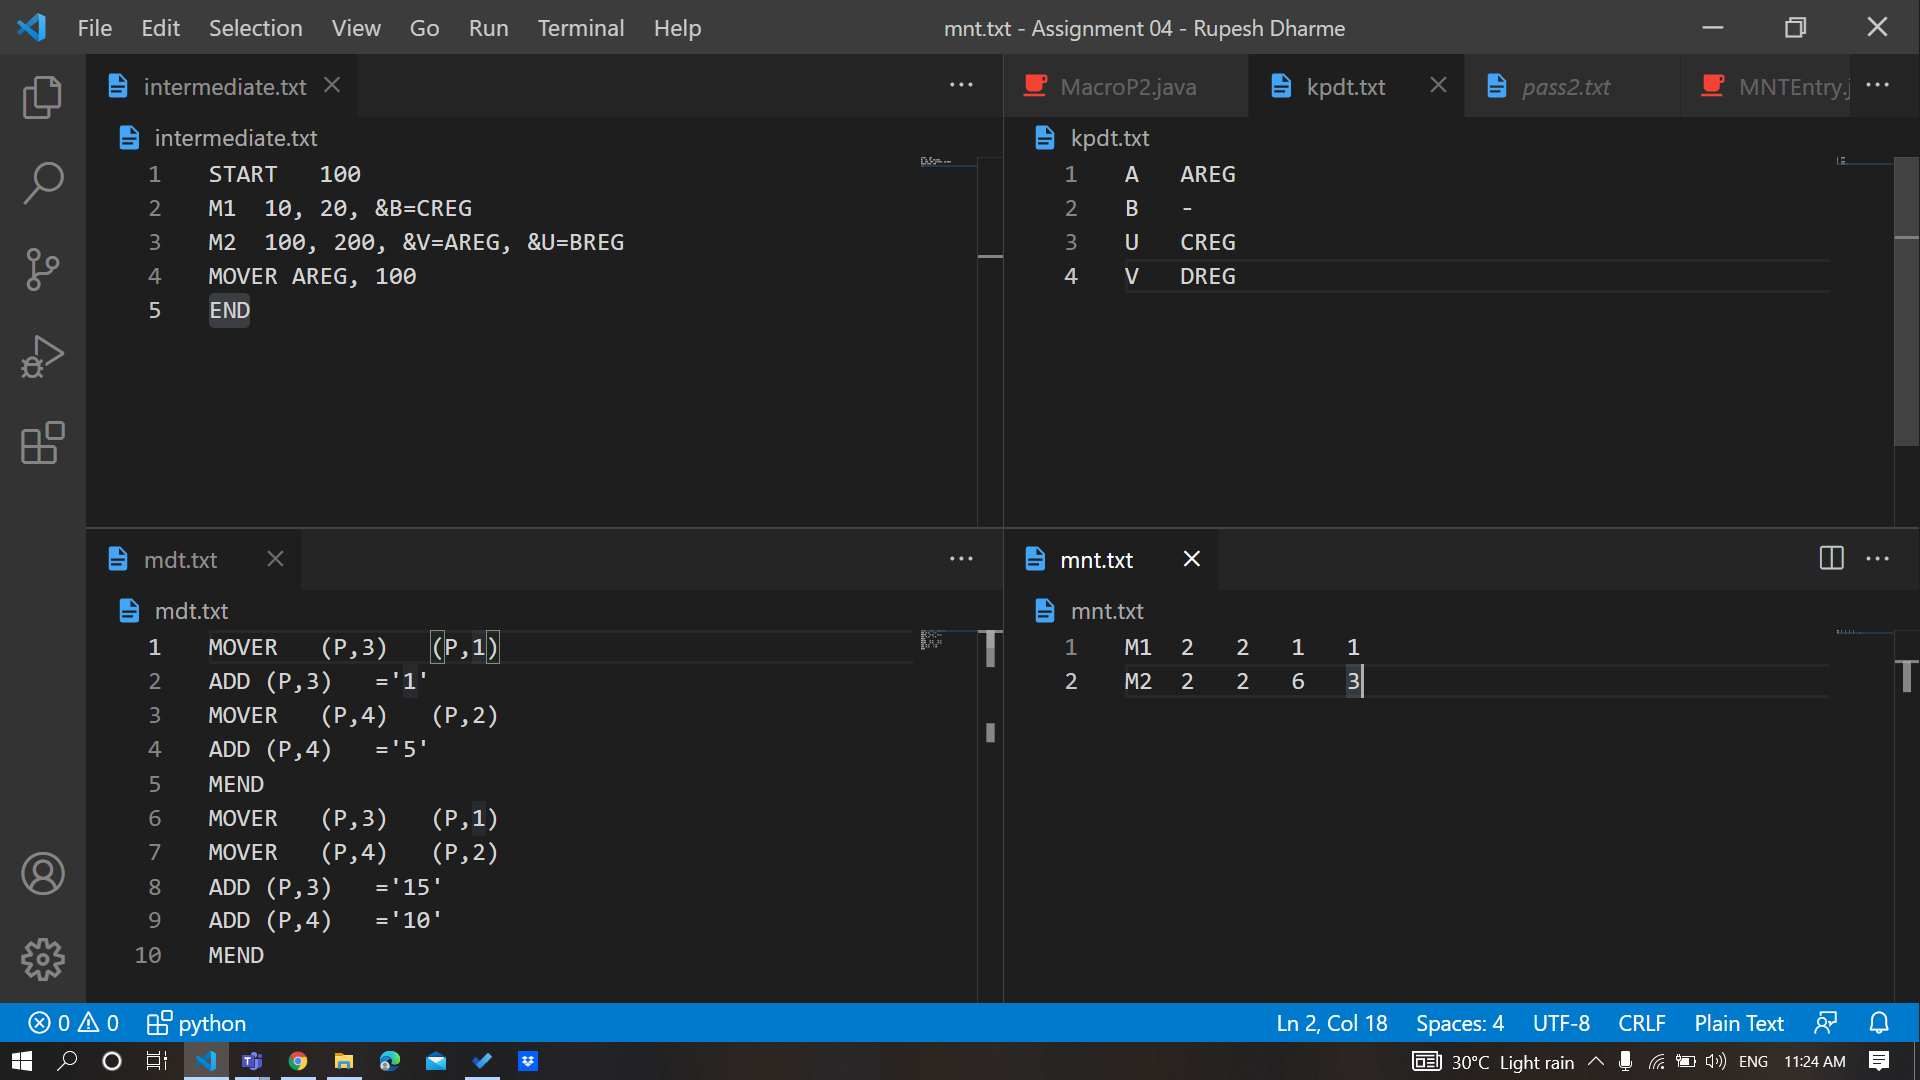 File Edit Selection View Go Run Terminal Help mnt.txt - Assignment 04 - Rupesh Dharme
intermediate.txt
intermediate.txt
1 START 100
2 M1 10, 20, &B=CREG
3 M2 100, 200, &V=AREG, &U=BREG
4 MOVER AREG, 100
5 END
MacroP2.java kpdt.txt pass2.txt MNTEntry.j
kpdt.txt
1 A AREG
2 B -
3 U CREG
4 V DREG
mdt.txt
mdt.txt
1 MOVER (P,3) (P,1)
2 ADD (P,3) ='1'
3 MOVER (P,4) (P,2)
4 ADD (P,4) ='5'
5 MEND
6 MOVER (P,3) (P,1)
7 MOVER (P,4) (P,2)
8 ADD (P,3) ='15'
9 ADD (P,4) ='10'
10 MEND
mnt.txt
mnt.txt
1 M1 2 2 1 1
2 M2 2 2 6 3
0 0 python Ln 2, Col 18 Spaces: 4 UTF-8 CRLF Plain Text
30°C Light rain ENG 11:24 AM